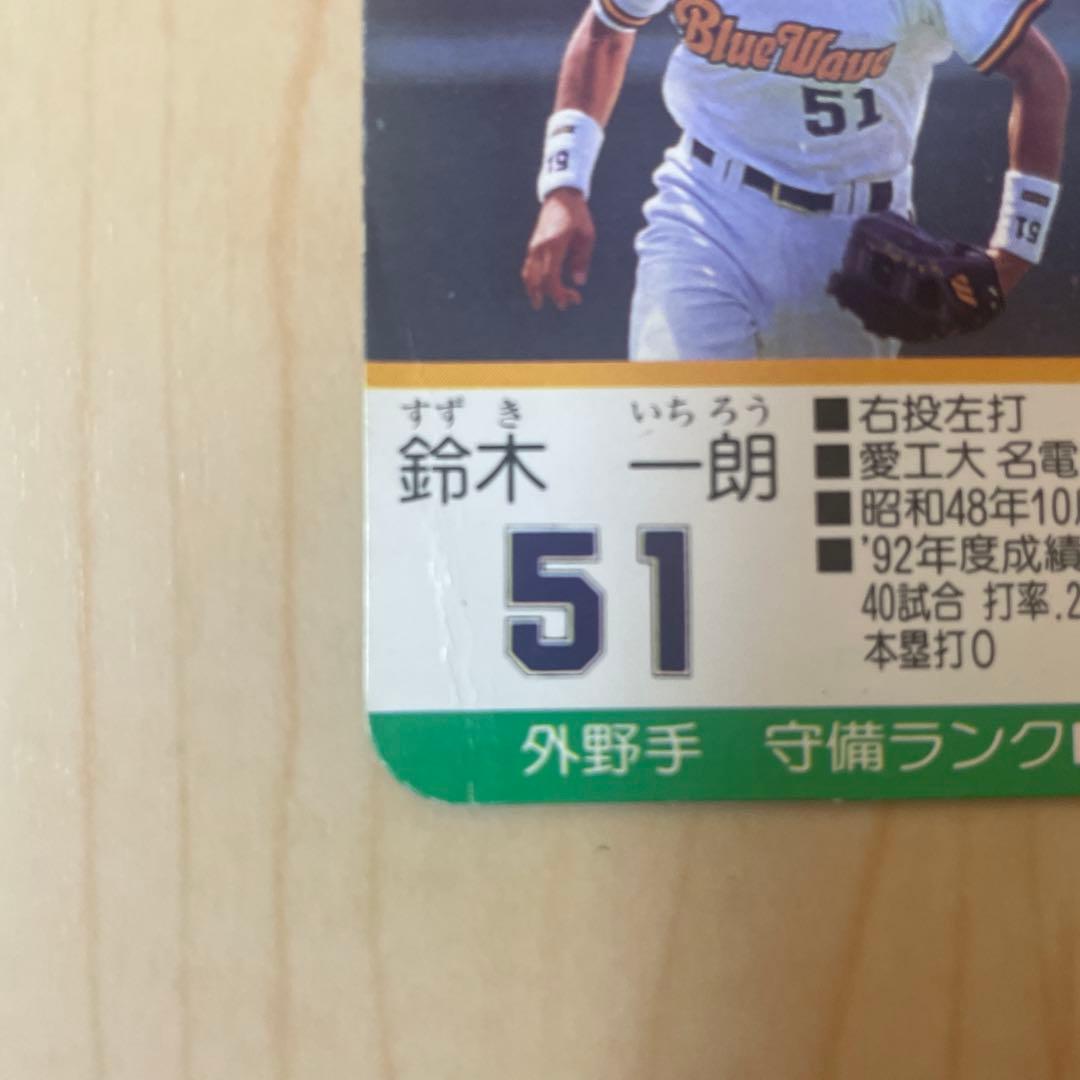 BlueWave
51
51
51
すずき いちろう
鈴木 一朗
51
■右投左打
■愛工大 名電
■昭和48年10
■'92年度成績
40試合 打率.2
本塁打0
外野手 守備ランク